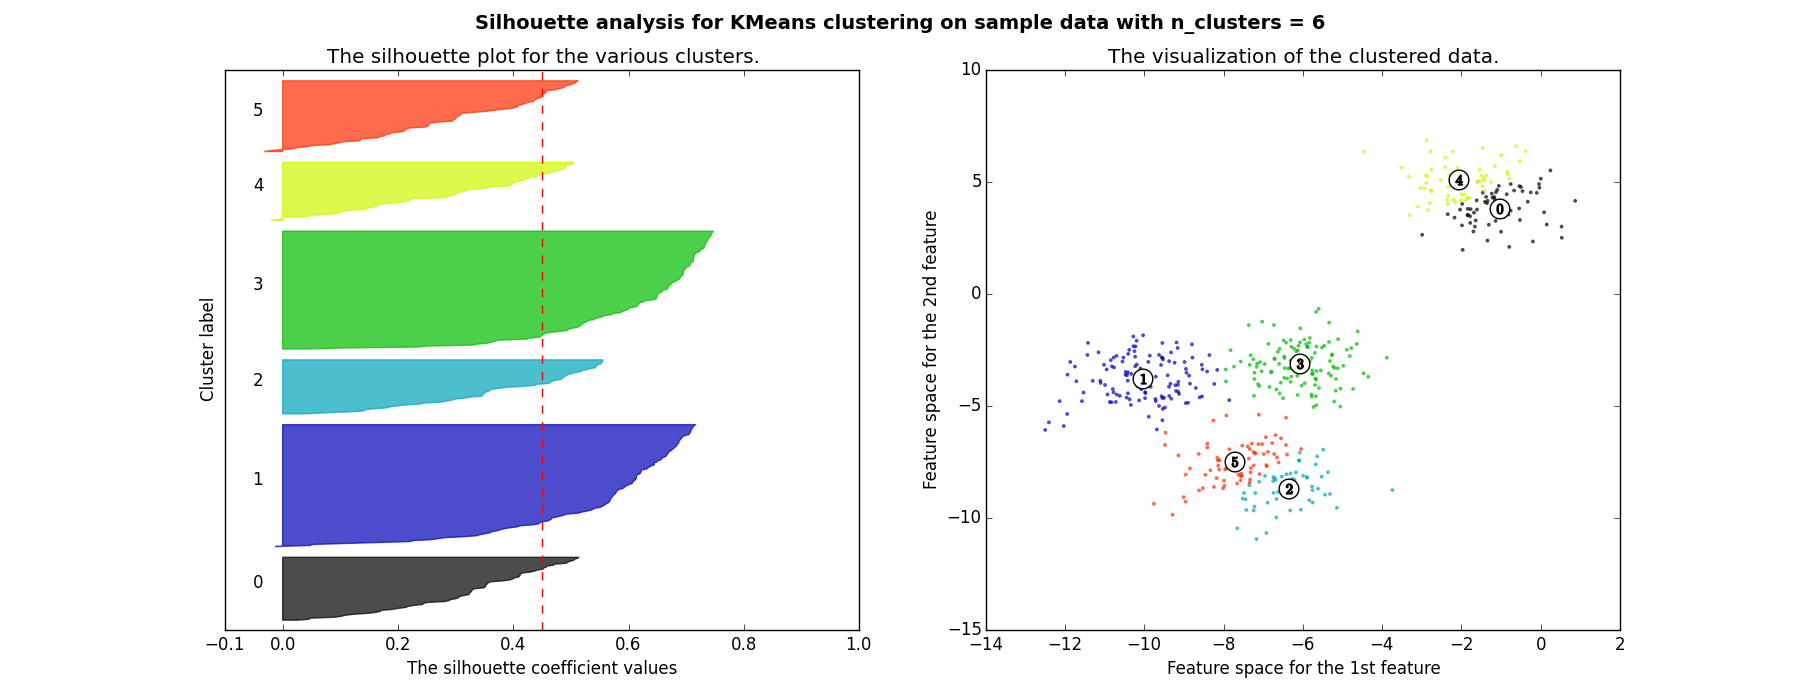 Silhouette analysis for KMeans clustering on sample data with n_clusters = 6
The silhouette plot for the various clusters.
Cluster label
5
4
3
2
1
0
−0.1 0.0 0.2 0.4 0.6 0.8 1.0
The silhouette coefficient values
The visualization of the clustered data.
Feature space for the 2nd feature
10
5
0
−5
−10
−15
4
0
3
1
5
2
−14 −12 −10 −8 −6 −4 −2 0 2
Feature space for the 1st feature